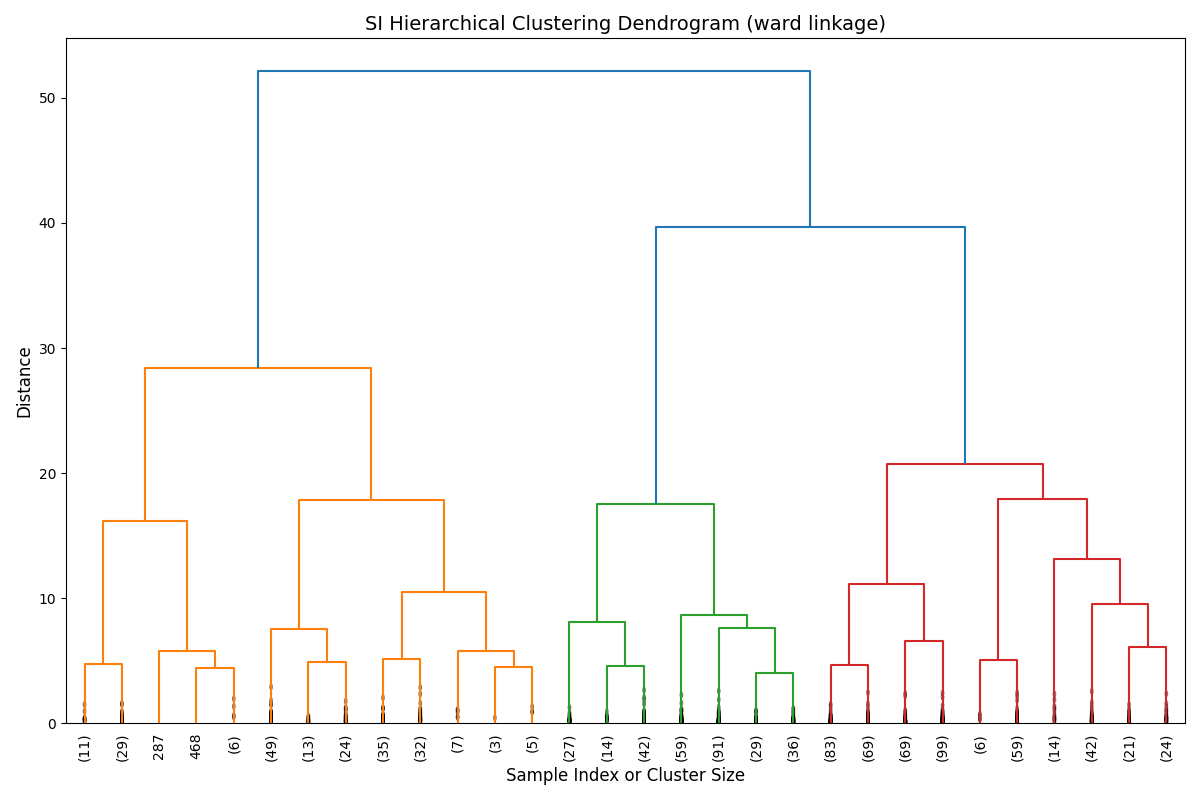 SI Hierarchical Clustering Dendrogram (ward linkage)
50
40
30
20
10
0
Distance
(11) (29) 287 468 (6) (49) (13) (24) (35) (32) (7) (3) (5) (27) (14) (42) (59) (91) (29) (36) (83) (69) (69) (99) (6) (59) (14) (42) (21) (24)
Sample Index or Cluster Size